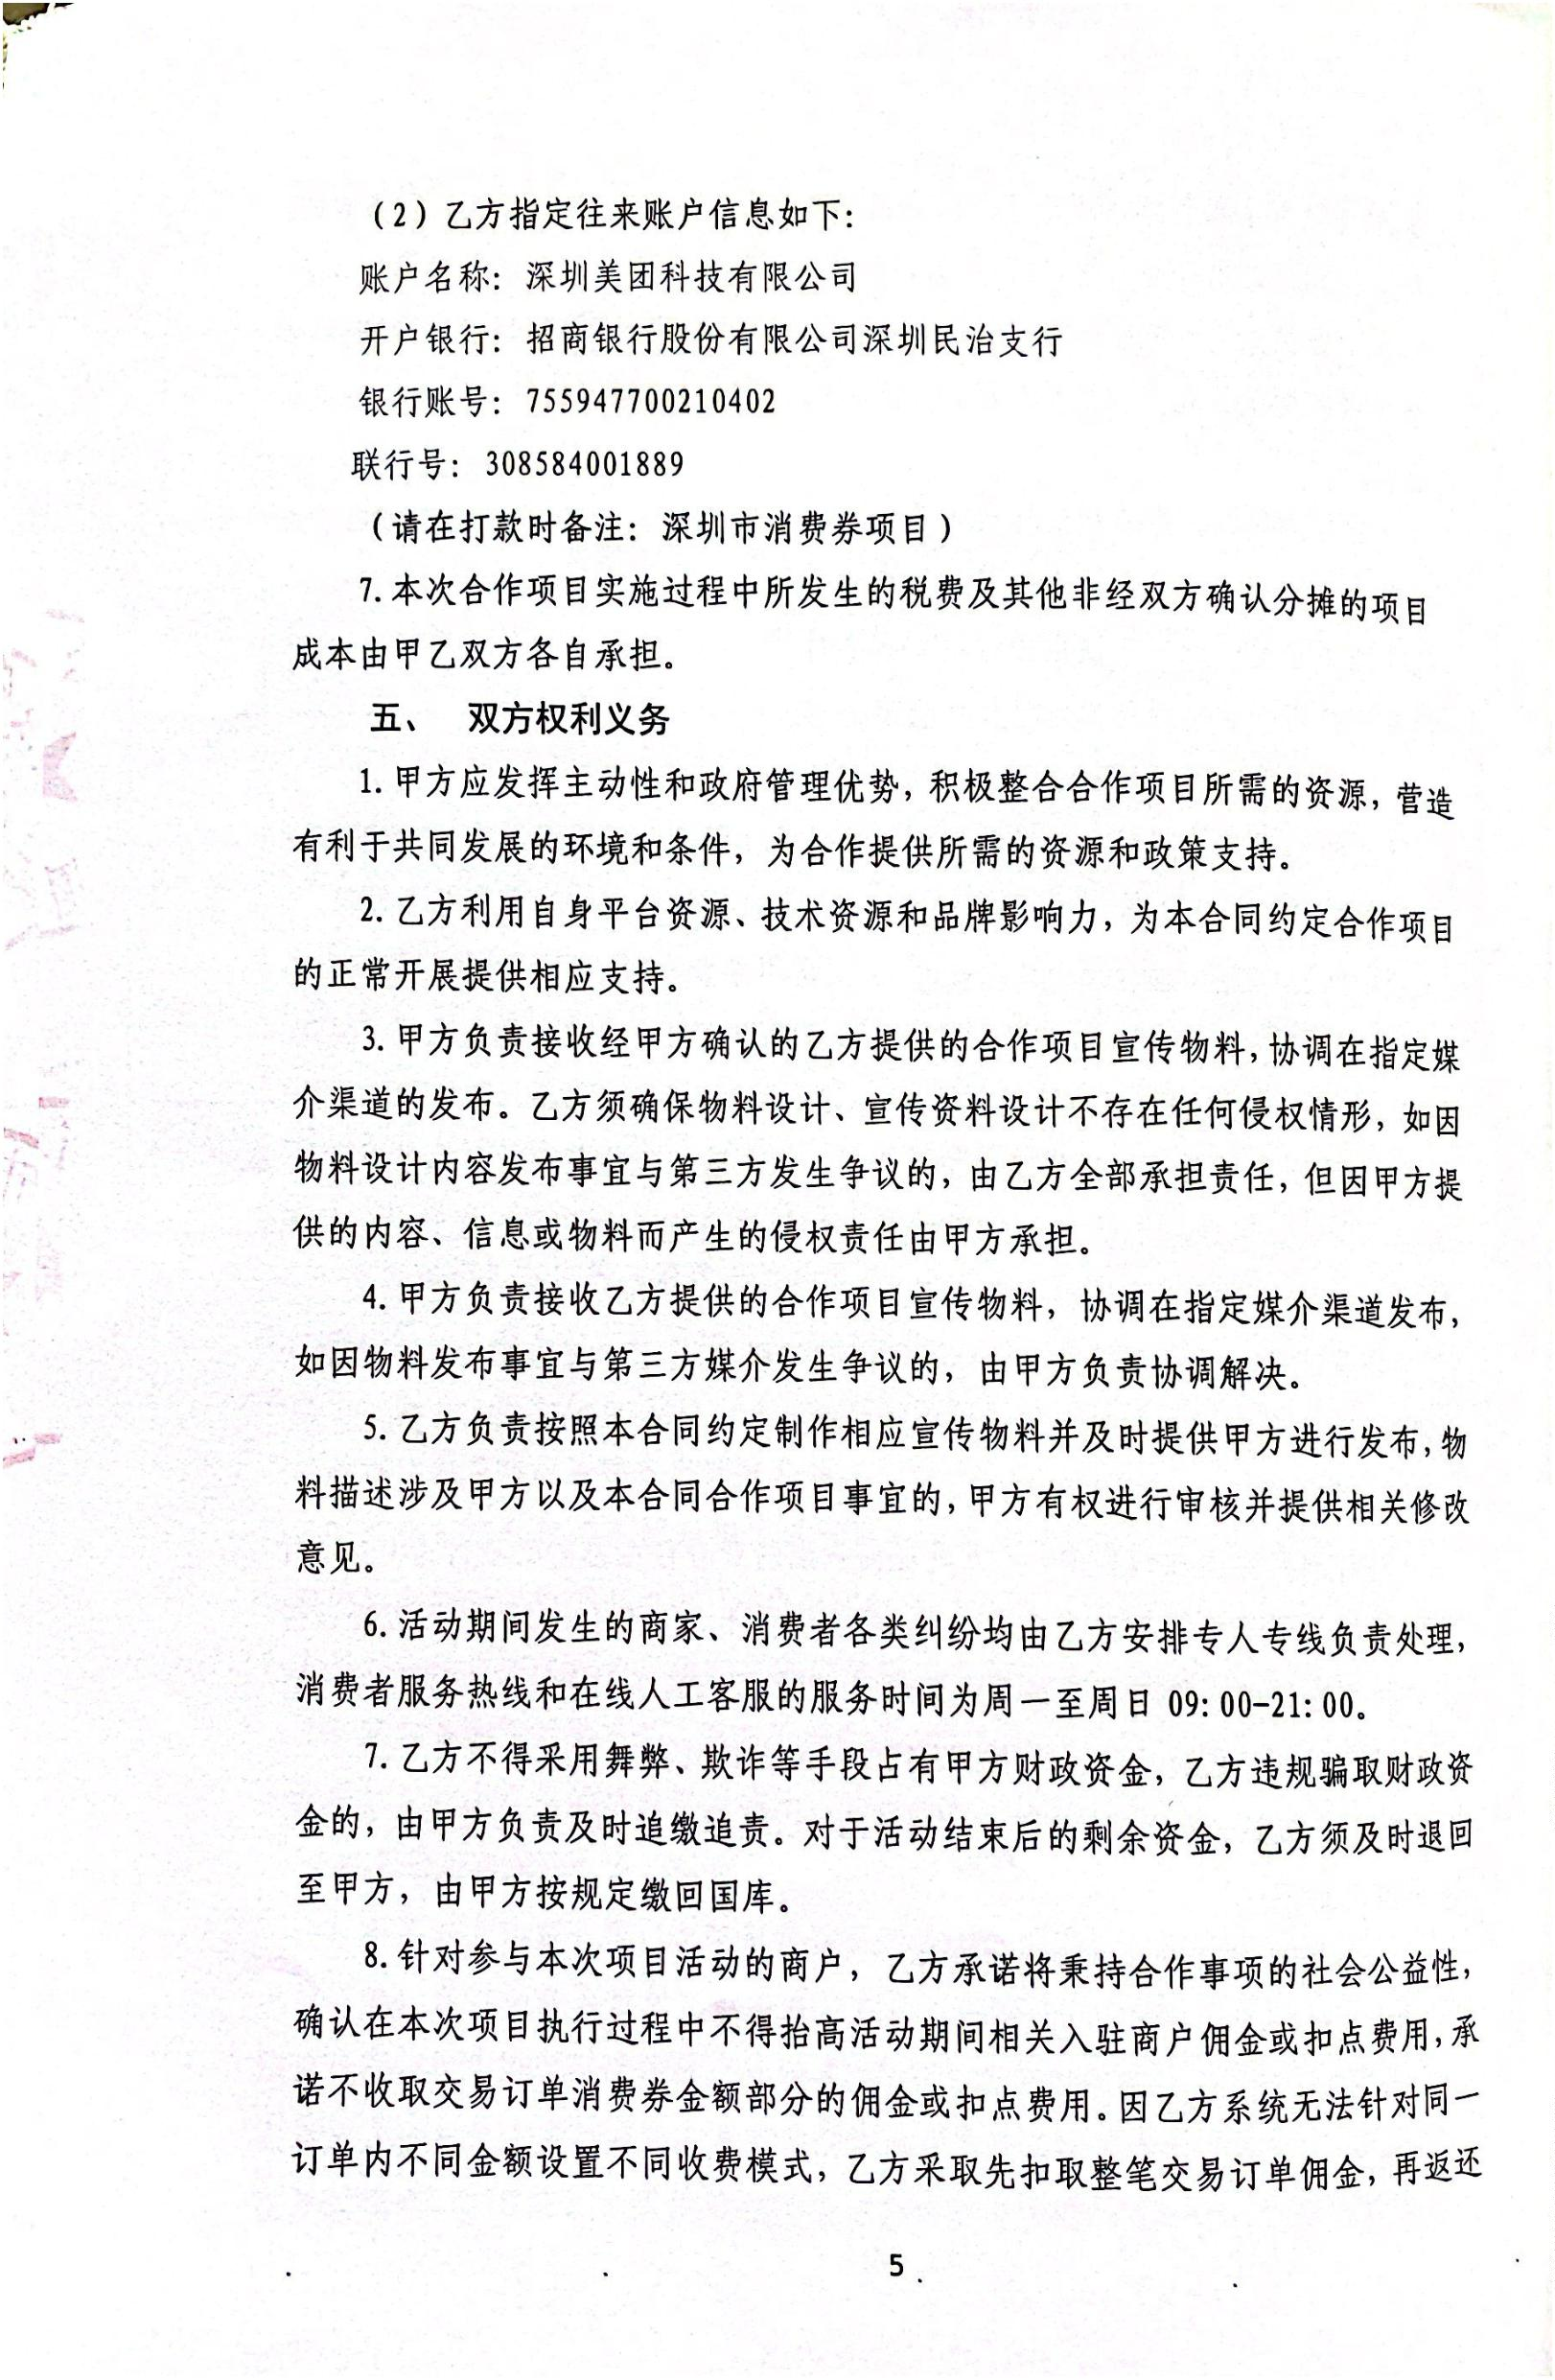 （2）乙方指定往来账户信息如下：
账户名称：深圳美团科技有限公司
开户银行：招商银行股份有限公司深圳民治支行
银行账号：755947700210402
联行号：308584001889
（请在打款时备注：深圳市消费券项目）
7.本次合作项目实施过程中所发生的税费及其他非经双方确认分摊的项目
成本由甲乙双方各自承担。
五、 双方权利义务
1.甲方应发挥主动性和政府管理优势，积极整合合作项目所需的资源，营造
有利于共同发展的环境和条件，为合作提供所需的资源和政策支持。
2.乙方利用自身平台资源、技术资源和品牌影响力，为本合同约定合作项目
的正常开展提供相应支持。
3.甲方负责接收经甲方确认的乙方提供的合作项目宣传物料，协调在指定媒
介渠道的发布。乙方须确保物料设计、宣传资料设计不存在任何侵权情形，如因
物料设计内容发布事宜与第三方发生争议的，由乙方全部承担责任，但因甲方提
供的内容、信息或物料而产生的侵权责任由甲方承担。
4.甲方负责接收乙方提供的合作项目宣传物料，协调在指定媒介渠道发布，
如因物料发布事宜与第三方媒介发生争议的，由甲方负责协调解决。
5.乙方负责按照本合同约定制作相应宣传物料并及时提供甲方进行发布，物
料描述涉及甲方以及本合同合作项目事宜的，甲方有权进行审核并提供相关修改
意见。
6.活动期间发生的商家、消费者各类纠纷均由乙方安排专人专线负责处理，
消费者服务热线和在线人工客服的服务时间为周一至周日 09:00-21:00。
7.乙方不得采用舞弊、欺诈等手段占有甲方财政资金，乙方违规骗取财政资
金的，由甲方负责及时追缴追责。对于活动结束后的剩余资金，乙方须及时退回
至甲方，由甲方按规定缴回国库。
8.针对参与本次项目活动的商户，乙方承诺将秉持合作事项的社会公益性，
确认在本次项目执行过程中不得抬高活动期间相关入驻商户佣金或扣点费用，承
诺不收取交易订单消费券金额部分的佣金或扣点费用。因乙方系统无法针对同一
订单内不同金额设置不同收费模式，乙方采取先扣取整笔交易订单佣金，再返还
5